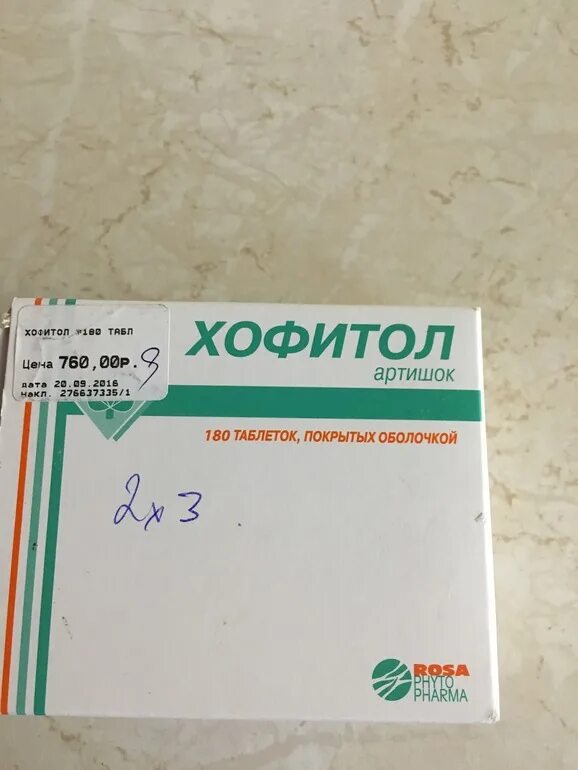 ХОФИТОЛ №180 ТАБЛ
Цена 760,00р.
дата 20.09.2016
накл. 276637335/1
ХОФИТОЛ
артишок
180 ТАБЛЕТОК, ПОКРЫТЫХ ОБОЛОЧКОЙ
2x3
ROSA
PHYTO
PHARMA